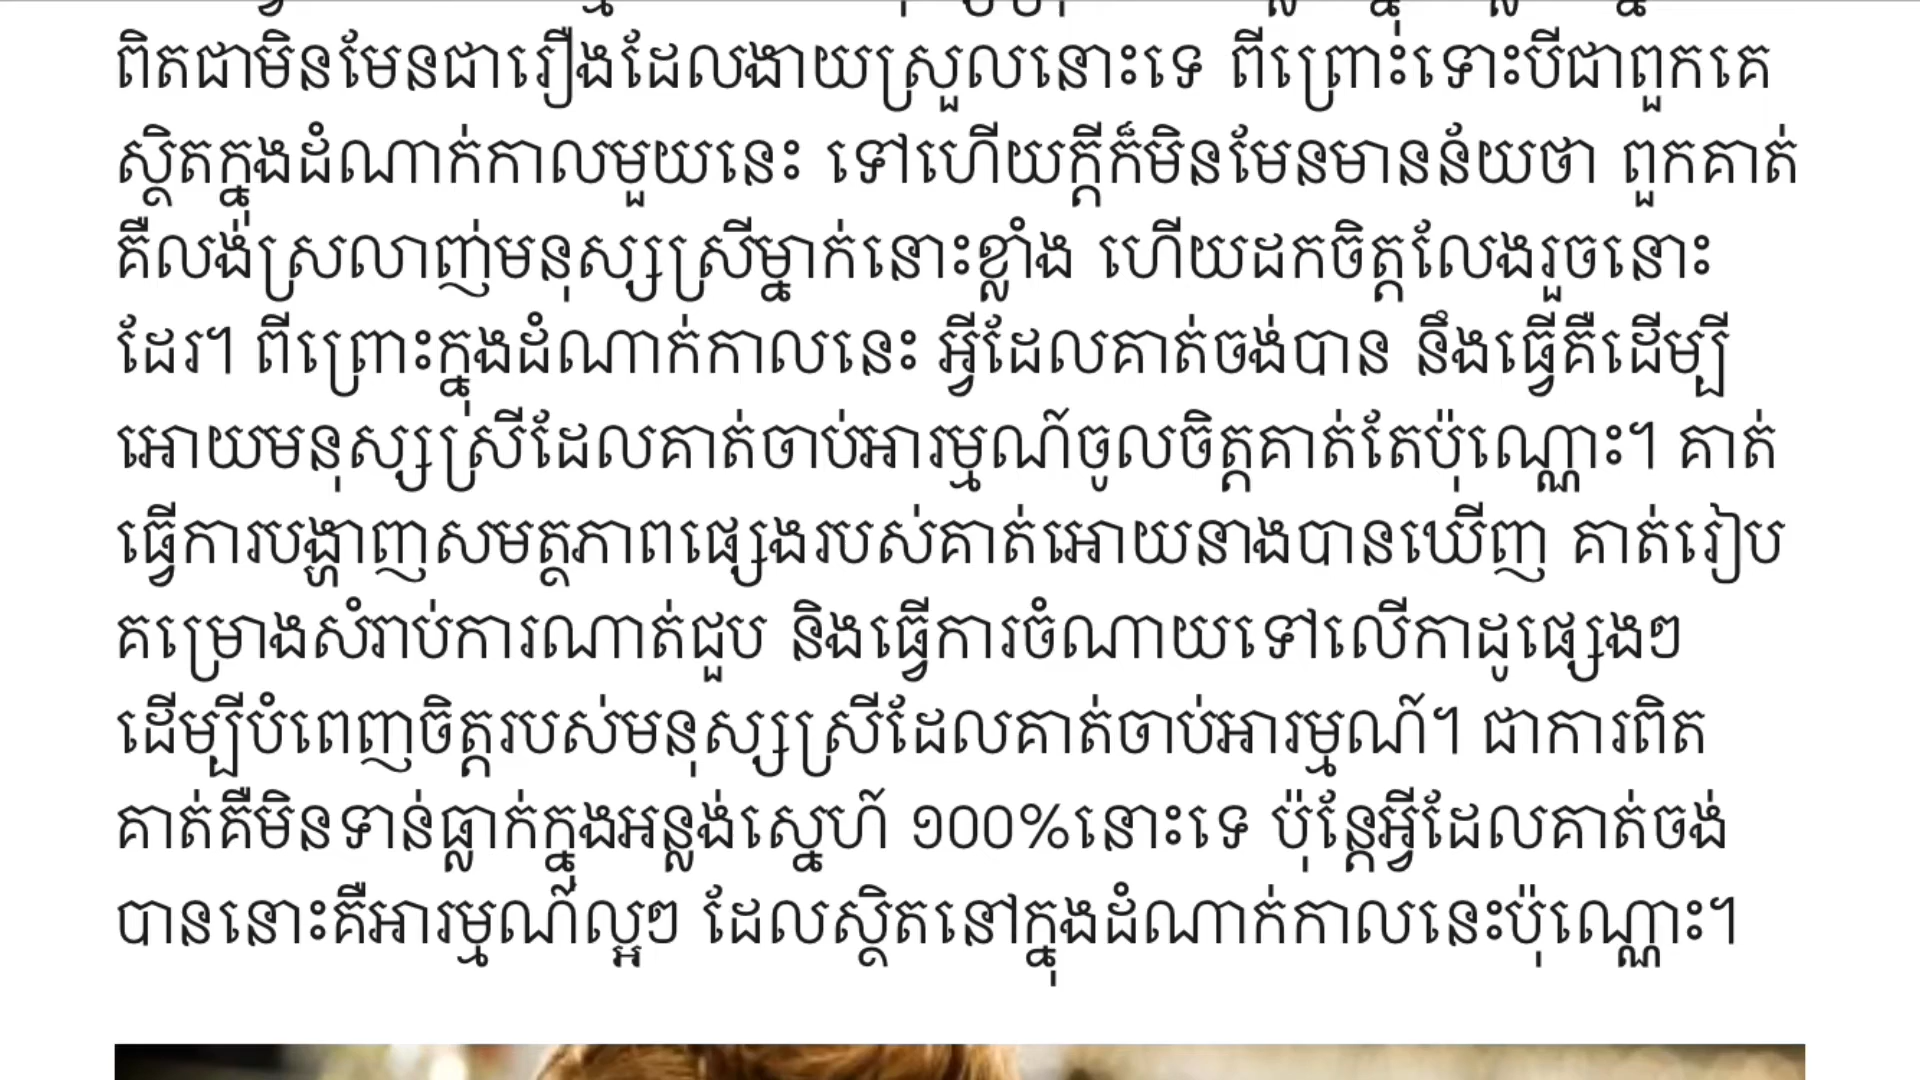 ពិតជាមិនមែនជារឿងដែលងាយស្រួលនោះទេ ពីព្រោះទោះបីជាពួកគេ
ស្ថិតក្នុងដំណាក់កាលមួយនេះ ទៅហើយក្តីក៏មិនមែនមានន័យថា ពួកគាត់
គឺលង់ស្រលាញ់មនុស្សស្រីម្នាក់នោះខ្លាំង ហើយដកចិត្តលែងរួចនោះ
ដែរ។ ពីព្រោះក្នុងដំណាក់កាលនេះ អ្វីដែលគាត់ចង់បាន នឹងធ្វើគឺដើម្បី
អោយមនុស្សស្រីដែលគាត់ចាប់អារម្មណ៍ចូលចិត្តគាត់តែប៉ុណ្ណោះ។ គាត់
ធ្វើការបង្ហាញសមត្ថភាពផ្សេងរបស់គាត់អោយនាងបានឃើញ គាត់រៀប
គម្រោងសំរាប់ការណាត់ជួប និងធ្វើការចំណាយទៅលើកាដូផ្សេងៗ
ដើម្បីបំពេញចិត្តរបស់មនុស្សស្រីដែលគាត់ចាប់អារម្មណ៍។ ជាការពិត
គាត់គឺមិនទាន់ធ្លាក់ក្នុងអន្លង់ស្នេហ៍ ១០០%នោះទេ ប៉ុន្តែអ្វីដែលគាត់ចង់
បាននោះគឺអារម្មណ៍ល្អៗ ដែលស្ថិតនៅក្នុងដំណាក់កាលនេះប៉ុណ្ណោះ។